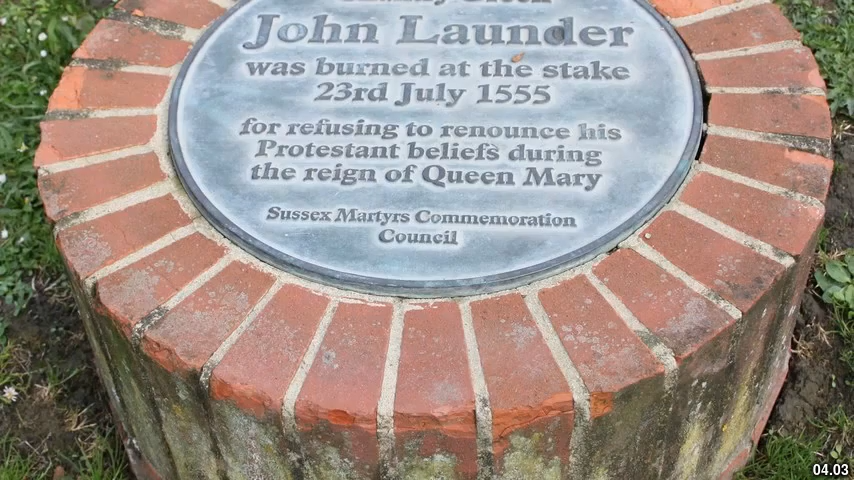 John Launder
was burned at the stake
23rd July 1555
for refusing to renounce his
Protestant beliefs during
the reign of Queen Mary
Sussex Martyrs Commemoration
Council
04.03